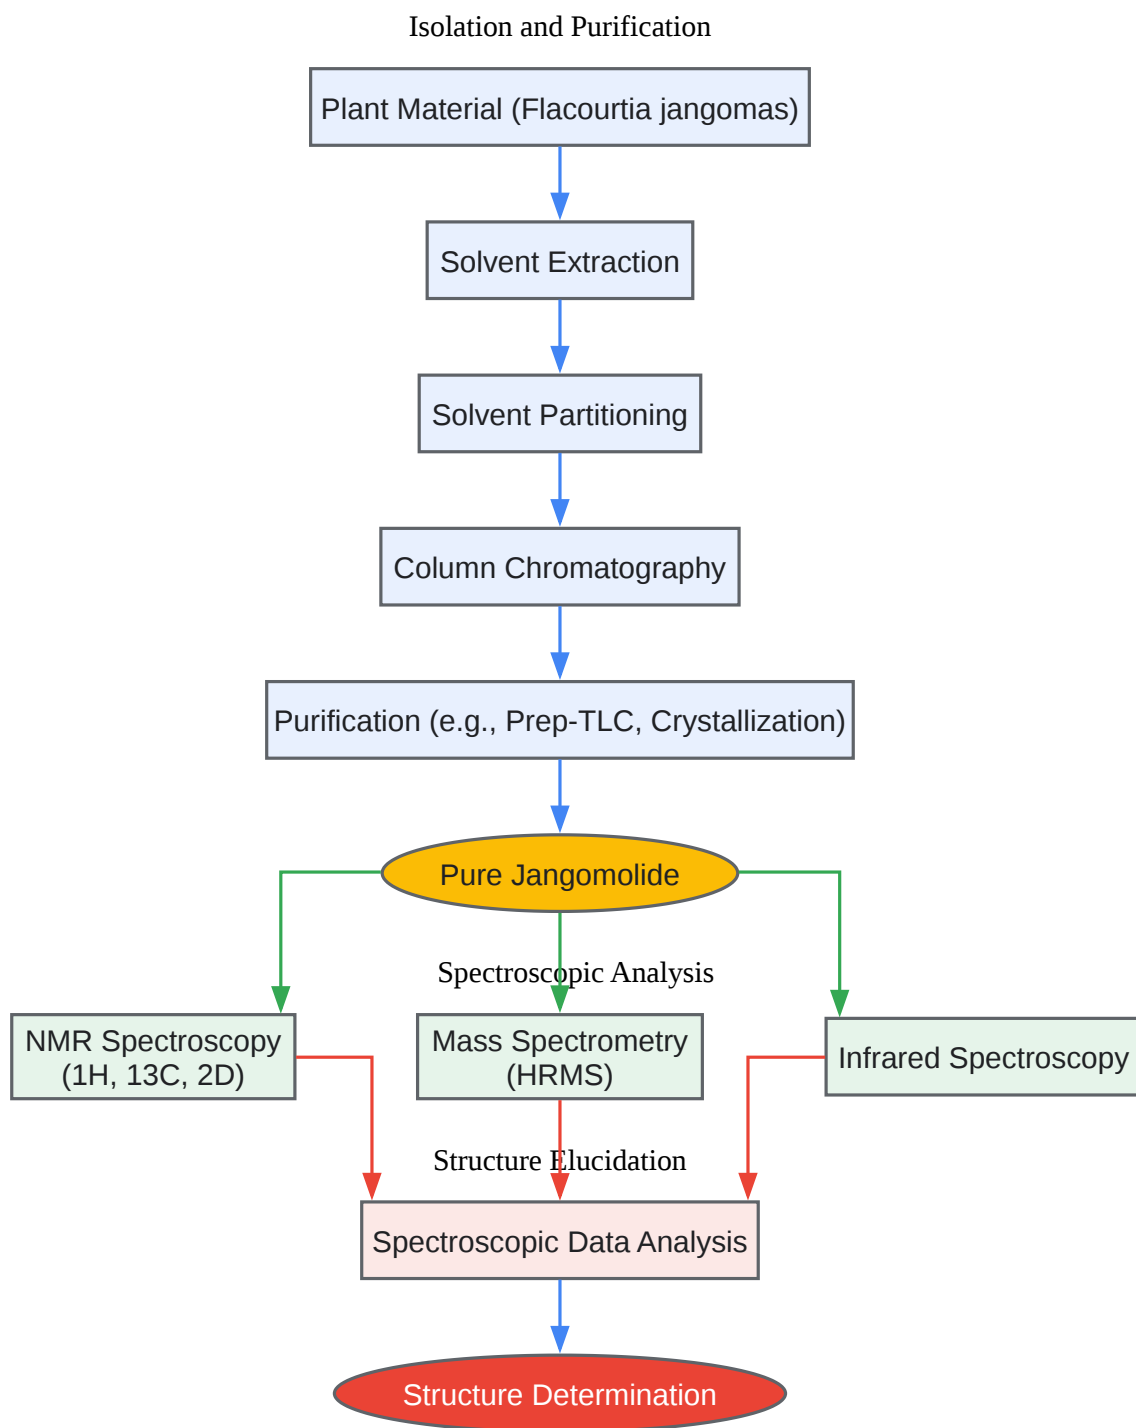 Isolation and Purification
Plant Material (Flacourtia jangomas)
Solvent Extraction
Solvent Partitioning
Column Chromatography
Purification (e.g., Prep-TLC, Crystallization)
Pure Jangomolide
Spectroscopic Analysis
NMR Spectroscopy
(1H, 13C, 2D)
Mass Spectrometry
(HRMS)
Infrared Spectroscopy
Structure Elucidation
Spectroscopic Data Analysis
Structure Determination